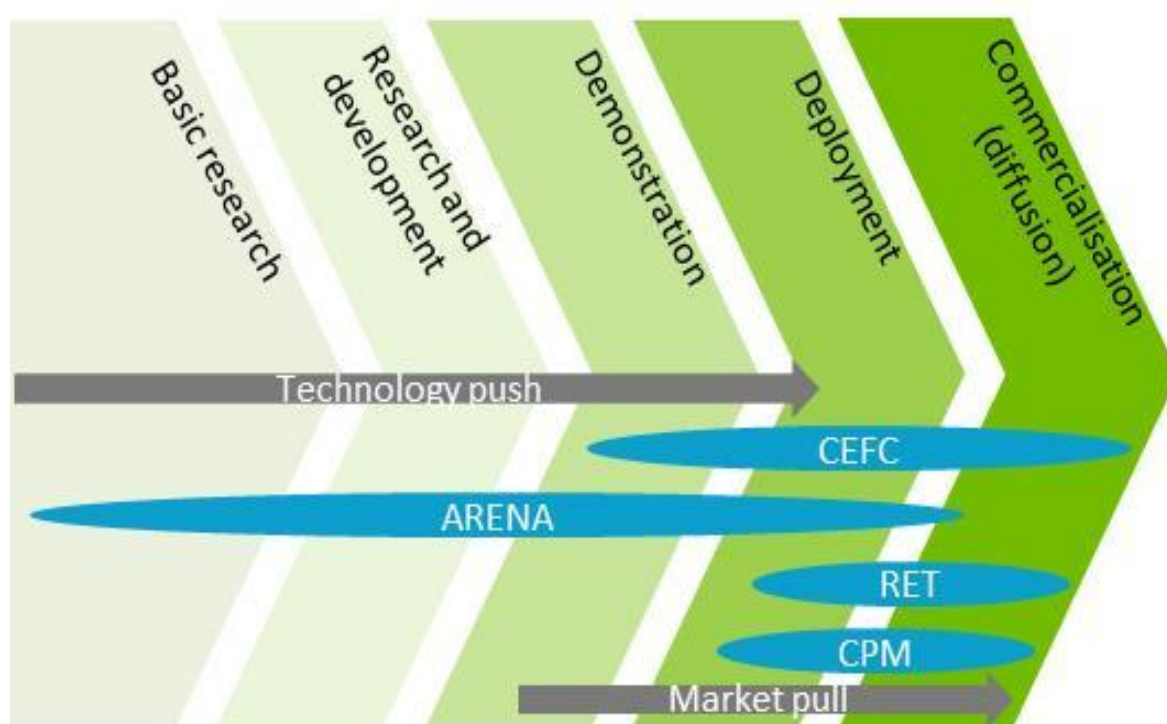 Basic research
Research and
development
Demonstration
Deployment
Commercialisation
(diffusion)
Technology push
CEFC
ARENA
RET
CPM
Market pull